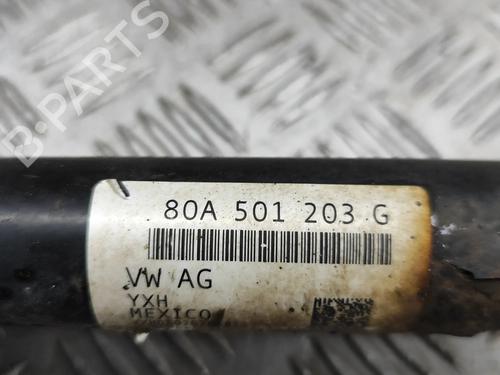 B-PARTS
80A 501 203 G
VW AG
YXH
MEXICO